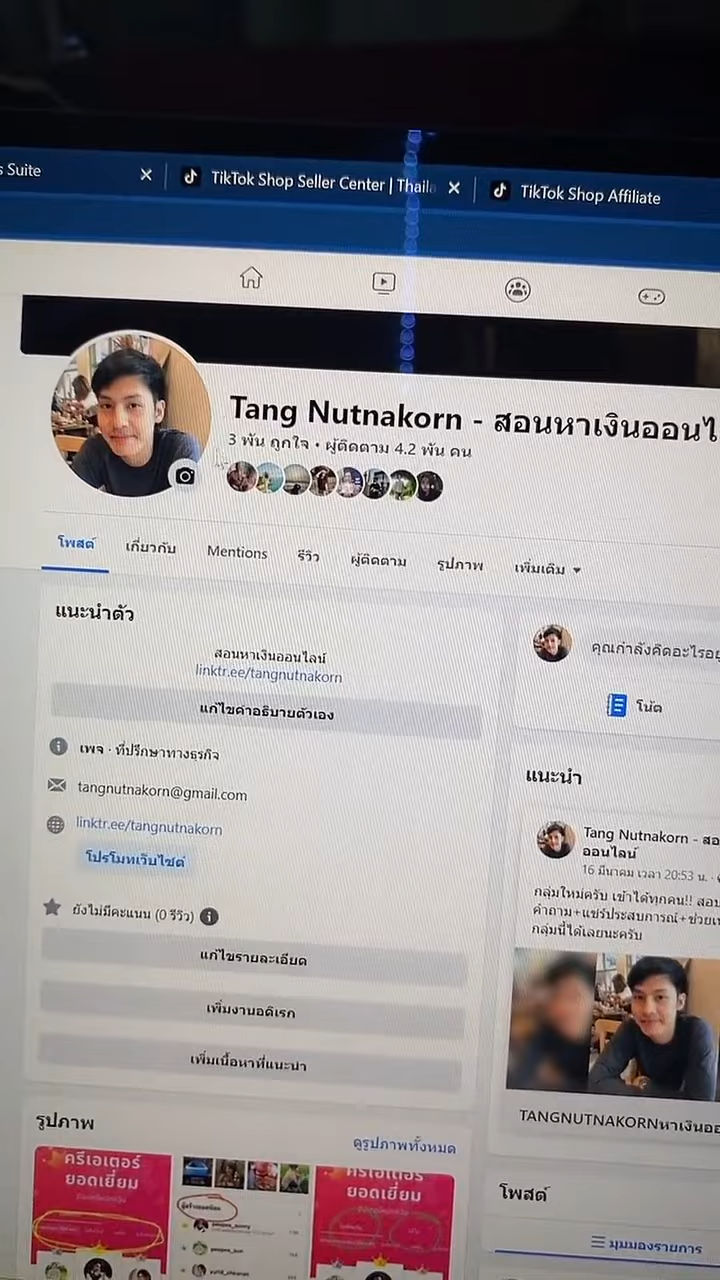 s Suite
TikTok Shop Seller Center | Thaila
TikTok Shop Affiliate
Tang Nutnakorn - สอนหาเงินออนไ
3 พัน ถูกใจ • ผู้ติดตาม 4.2 พัน คน
โพสต์
เกี่ยวกับ
Mentions
รีวิว
ผู้ติดตาม
รูปภาพ
เพิ่มเติม
แนะนำตัว
สอนหาเงินออนไลน์
linktr.ee/tangnutnakorn
แก้ไขคำอธิบายตัวเอง
เพจ · ที่ปรึกษาทางธุรกิจ
tangnutnakorn@gmail.com
linktr.ee/tangnutnakorn
โปรโมทเว็บไซต์
ยังไม่มีคะแนน (0 รีวิว)
แก้ไขรายละเอียด
เพิ่มงานอดิเรก
เพิ่มเนื้อหาที่แนะนำ
รูปภาพ
ดูรูปภาพทั้งหมด
ครีเอเตอร์
ยอดเยี่ยม
ครีเอเตอร์
ยอดเยี่ยม
คุณกำลังคิดอะไรอยู
โน้ต
แนะนำ
Tang Nutnakorn - สอ
ออนไลน์
16 มีนาคม เวลา 20:53 น. ·
กลุ่มใหม่ครับ เข้าได้ทุกคน!! สอบ
คำถาม+แชร์ประสบการณ์+ช่วยเห
กลุ่มนี้ได้เลยนะครับ
TANGNUTNAKORNหาเงินออ
โพสต์
มุมมองรายการ